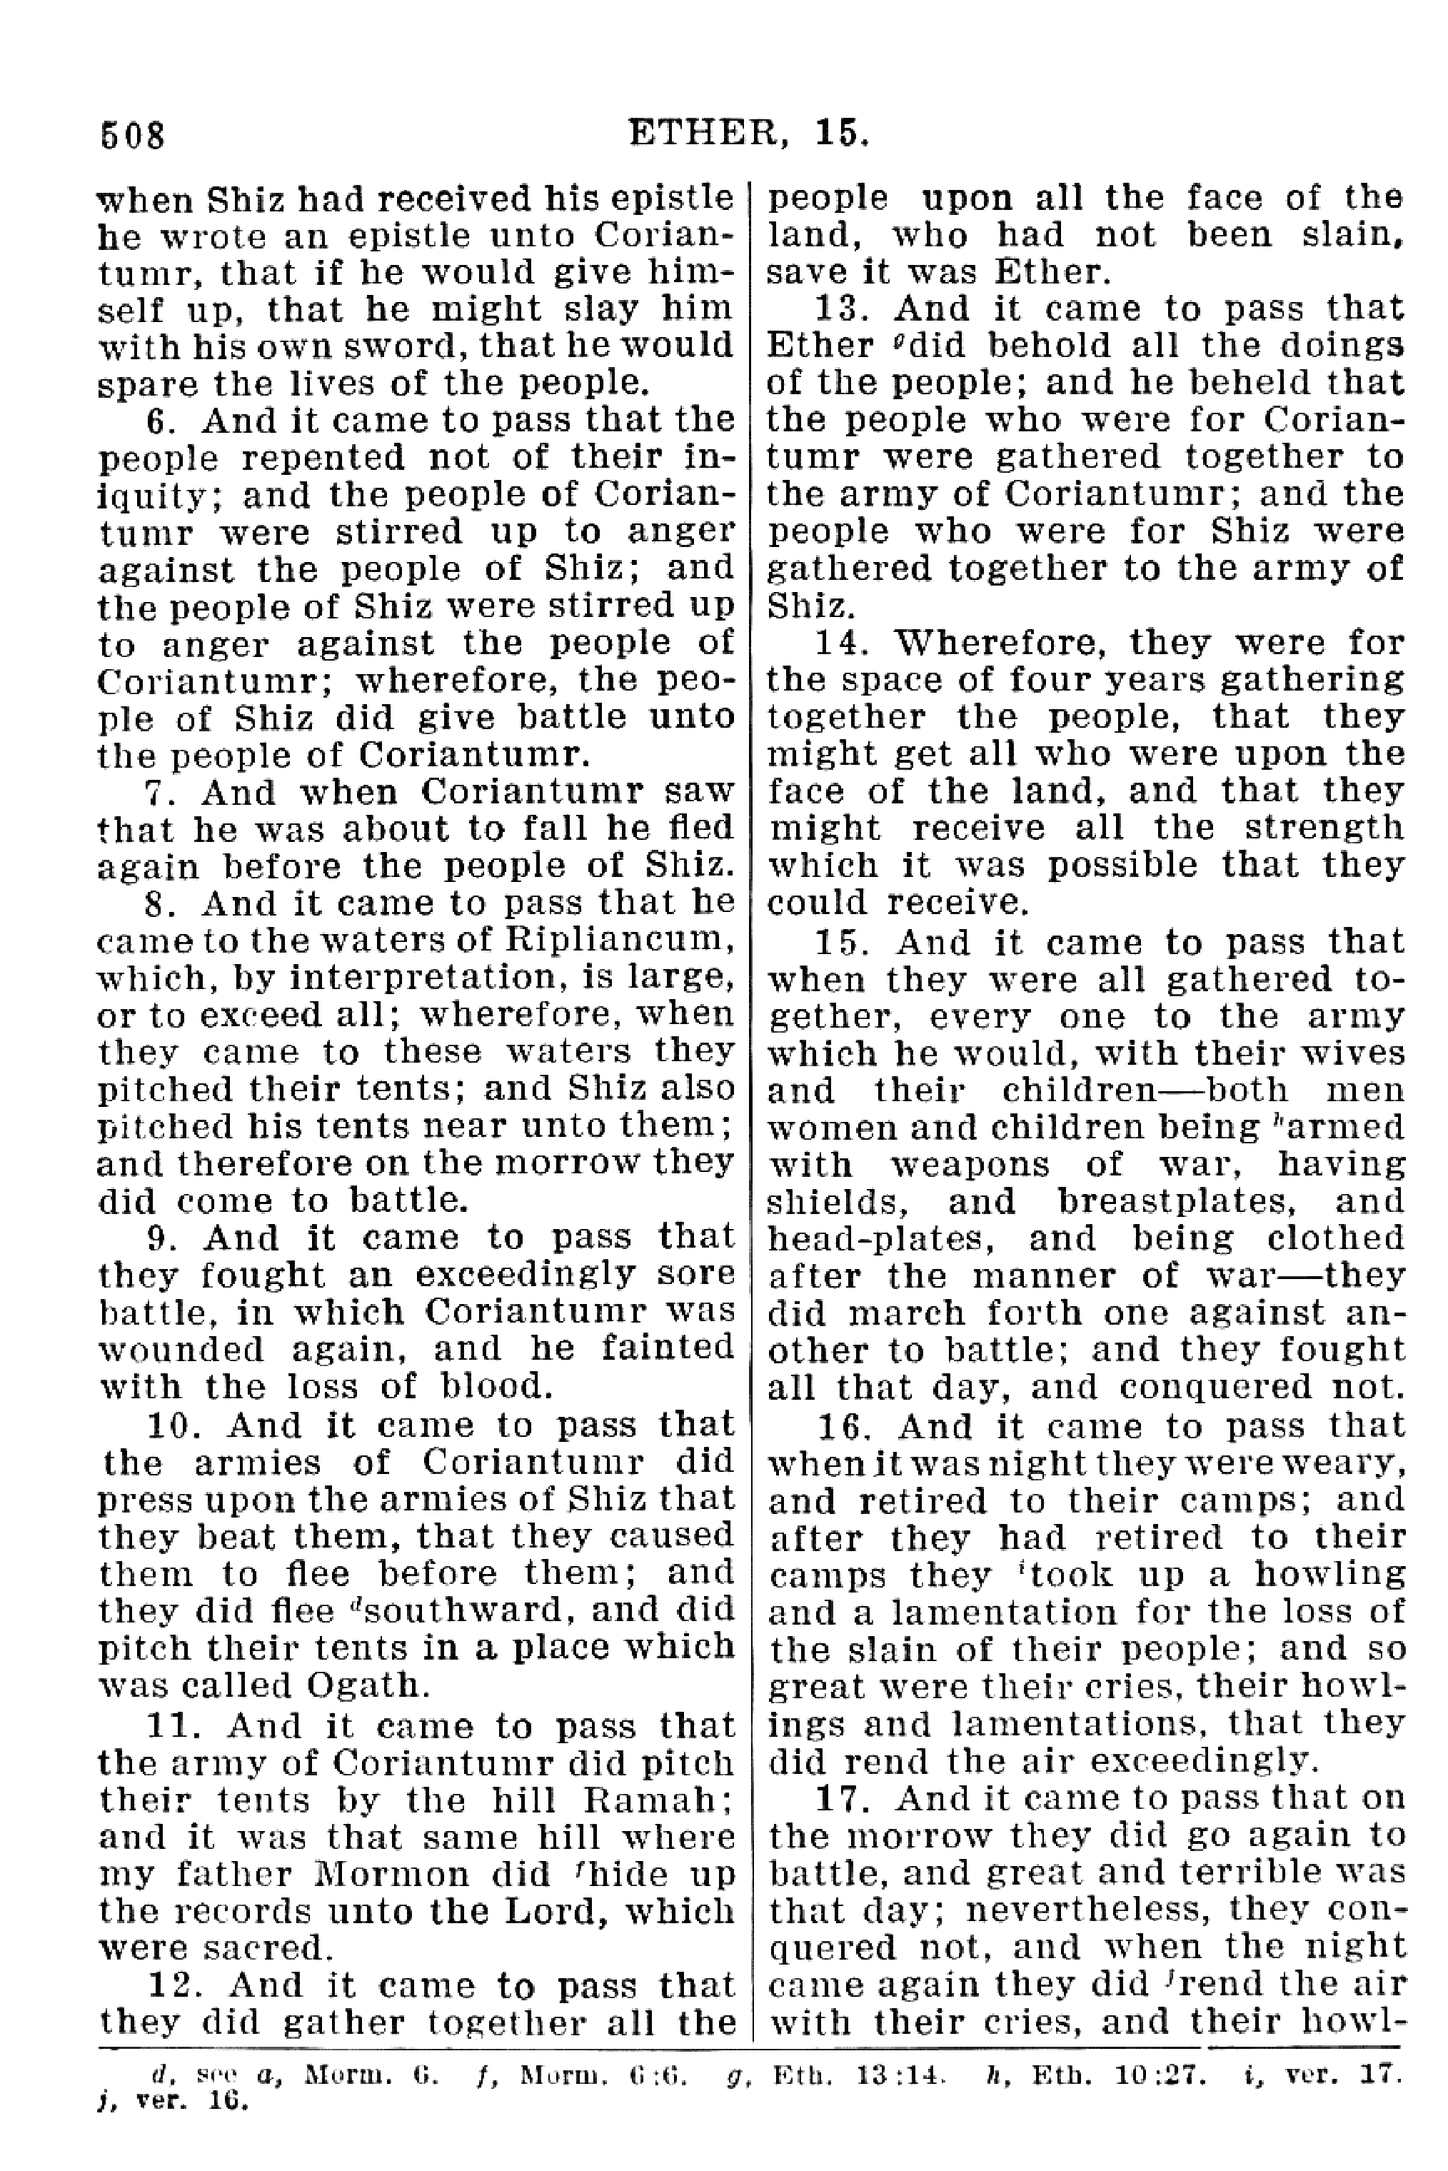 508
ETHER, 15.
when Shiz had received his epistle
he wrote an epistle unto Corian-
tumr, that if he would give him-
self up, that he might slay him
with his own sword, that he would
spare the lives of the people.
6. And it came to pass that the
people repented not of their in-
iquity; and the people of Corian-
tumr were stirred up to anger
against the people of Shiz; and
the people of Shiz were stirred up
to anger against the people of
Coriantumr; wherefore, the peo-
ple of Shiz did give battle unto
the people of Coriantumr.
7. And when Coriantumr saw
that he was about to fall he fled
again before the people of Shiz.
8. And it came to pass that he
came to the waters of Ripliancum,
which, by interpretation, is large,
or to exceed all; wherefore, when
they came to these waters they
pitched their tents; and Shiz also
pitched his tents near unto them;
and therefore on the morrow they
did come to battle.
9. And it came to pass that
they fought an exceedingly sore
battle, in which Coriantumr was
wounded again, and he fainted
with the loss of blood.
10. And it came to pass that
the armies of Coriantumr did
press upon the armies of Shiz that
they beat them, that they caused
them to flee before them; and
they did flee dsouthward, and did
pitch their tents in a place which
was called Ogath.
11. And it came to pass that
the army of Coriantumr did pitch
their tents by the hill Ramah;
and it was that same hill where
my father Mormon did fhide up
the records unto the Lord, which
were sacred.
12. And it came to pass that
they did gather together all the
people upon all the face of the
land, who had not been slain,
save it was Ether.
13. And it came to pass that
Ether gdid behold all the doings
of the people; and he beheld that
the people who were for Corian-
tumr were gathered together to
the army of Coriantumr; and the
people who were for Shiz were
gathered together to the army of
Shiz.
14. Wherefore, they were for
the space of four years gathering
together the people, that they
might get all who were upon the
face of the land, and that they
might receive all the strength
which it was possible that they
could receive.
15. And it came to pass that
when they were all gathered to-
gether, every one to the army
which he would, with their wives
and their children—both men
women and children being harmed
with weapons of war, having
shields, and breastplates, and
head-plates, and being clothed
after the manner of war—they
did march forth one against an-
other to battle; and they fought
all that day, and conquered not.
16. And it came to pass that
when it was night they were weary,
and retired to their camps; and
after they had retired to their
camps they itook up a howling
and a lamentation for the loss of
the slain of their people; and so
great were their cries, their howl-
ings and lamentations, that they
did rend the air exceedingly.
17. And it came to pass that on
the morrow they did go again to
battle, and great and terrible was
that day; nevertheless, they con-
quered not, and when the night
came again they did jrend the air
with their cries, and their howl-
d, see a, Morm. 6. f, Morm. 6:6. g, Eth. 13:14. h, Eth. 10:27. i, ver. 17.
j, ver. 16.